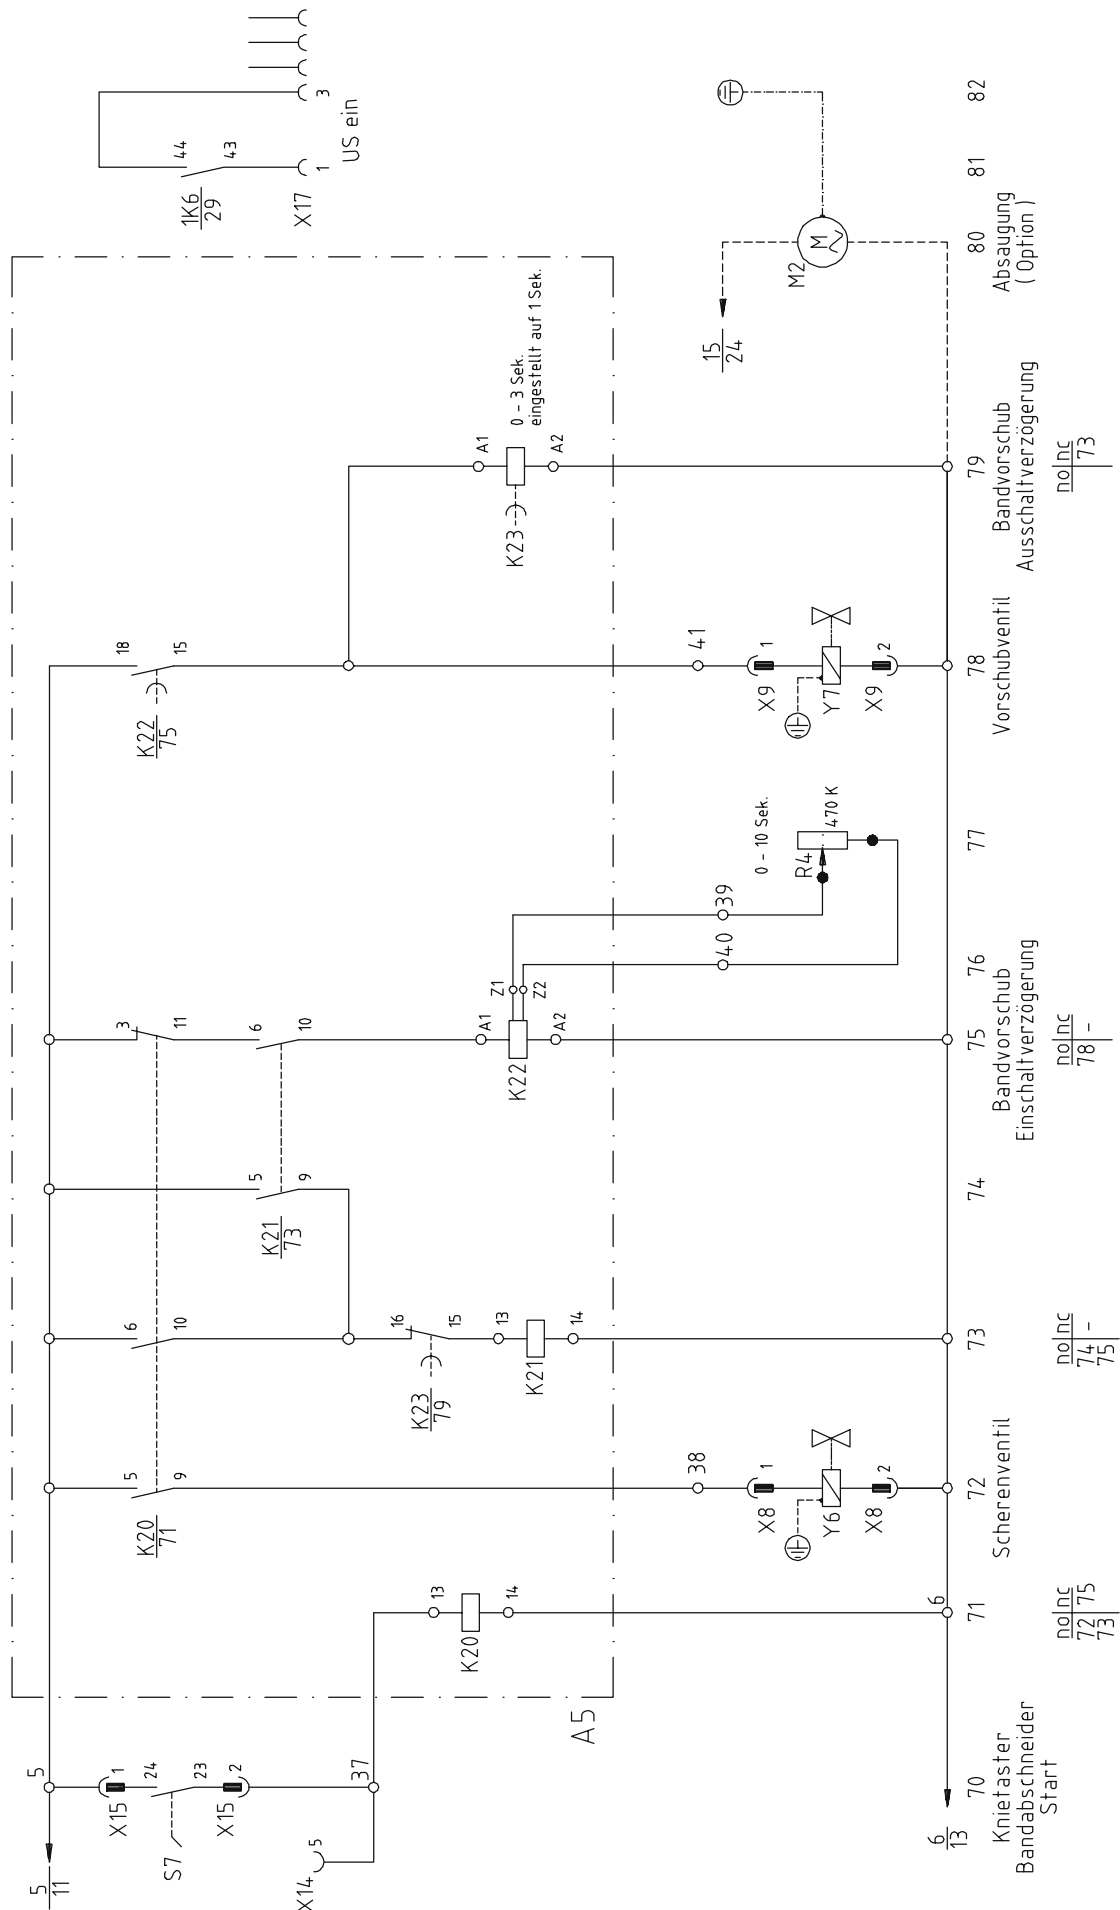 5
11
5
X15
1
24
23
S7
X15
2
37
X14
5
A5
13
K20
14
6
6
13
K20
71
5
9
38
X8
1
Y6
X8
2
6
10
K23
79
16
15
13
K21
14
K21
73
5
9
3
11
6
10
A1
K22
A2
Z1
Z2
40
39
0 - 10 Sek.
R4
470 K
K22
75
18
15
41
X9
1
Y7
X9
2
A1
K23
A2
0 - 3 Sek.
eingestellt auf 1 Sek.
15
24
M2
M
1K6
29
44
43
X17
1
3
US ein
70
71
72
73
74
75
76
77
78
79
80
81
82
Knietaster
Bandabschneider
Start
Scherenventil
Bandvorschub
Einschaltverzögerung
Vorschubventil
Bandvorschub
Ausschaltverzögerung
Absaugung
( Option )
no nc
72 75
73
no nc
74 -
75
no nc
78 -
no nc
73